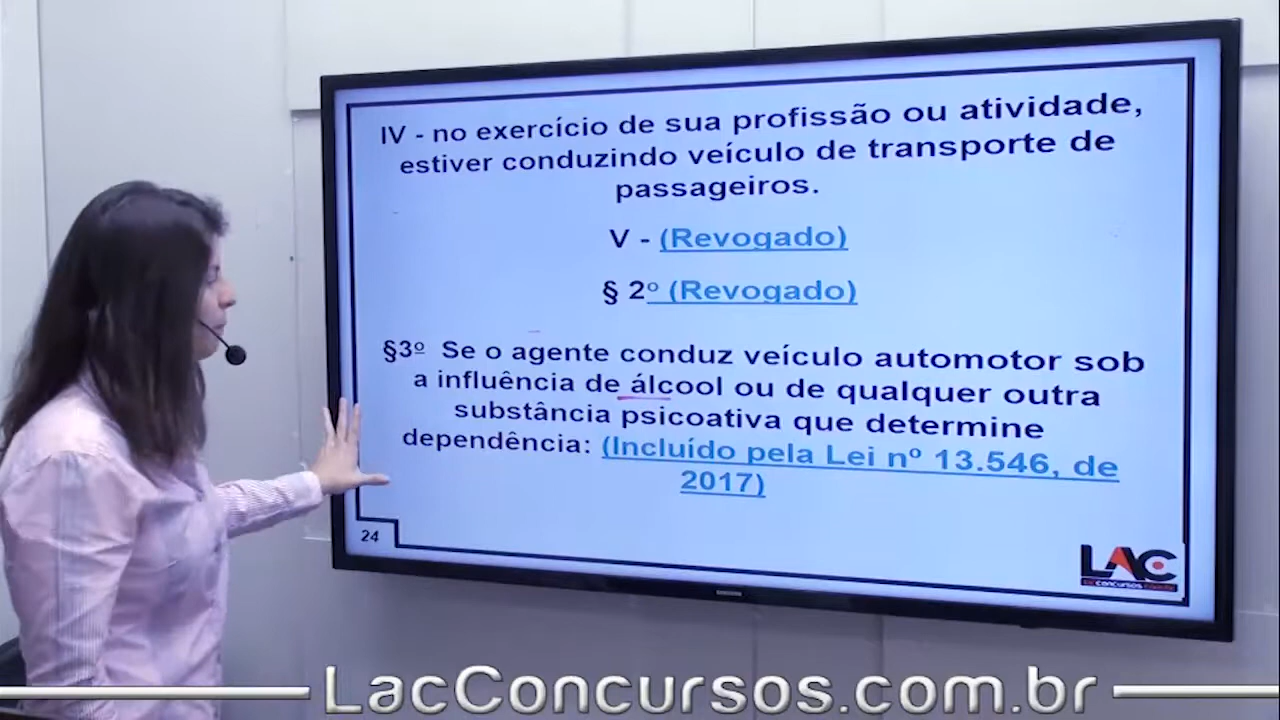 IV - no exercício de sua profissão ou atividade,
estiver conduzindo veículo de transporte de
passageiros.
V - (Revogado)
§ 2º (Revogado)
§3º Se o agente conduz veículo automotor sob
a influência de álcool ou de qualquer outra
substância psicoativa que determine
dependência: (Incluído pela Lei nº 13.546, de
2017)
24
LAC
SAMSUNG
LacConcursos.com.br